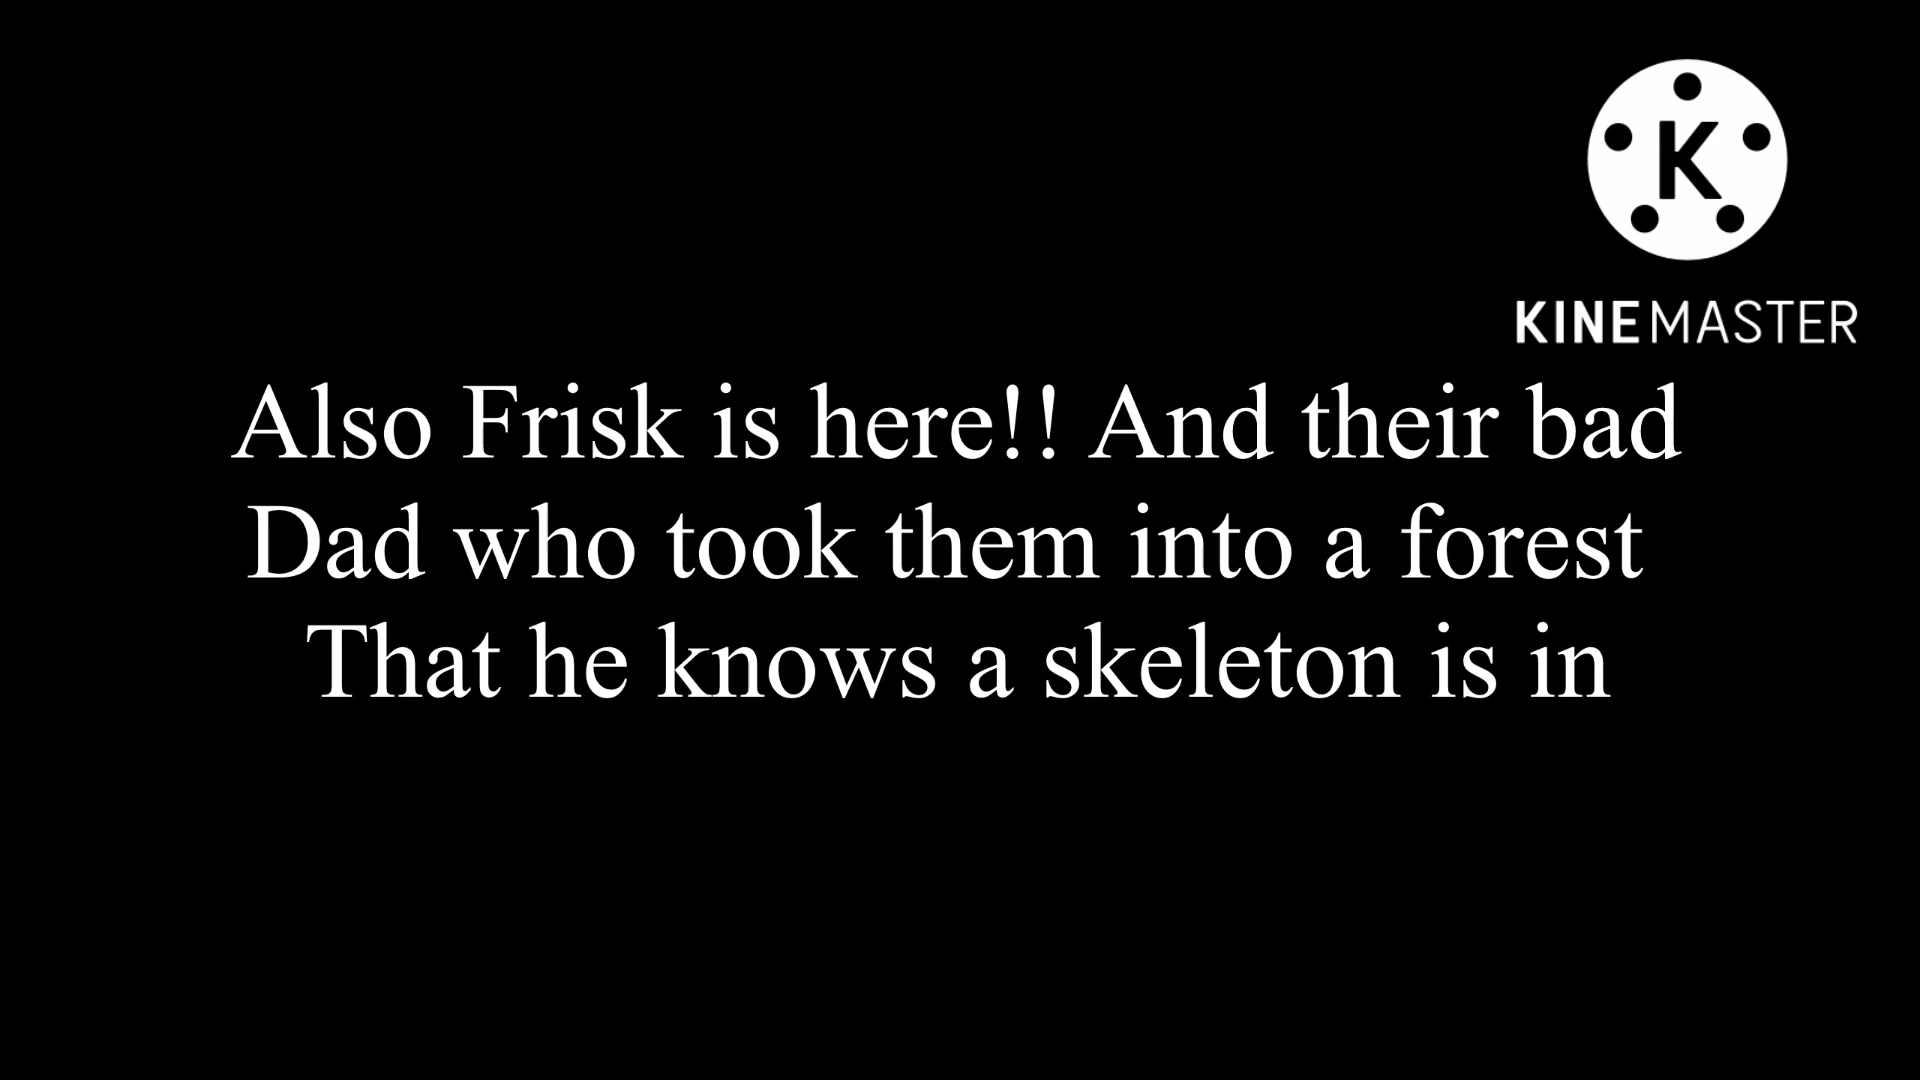 K
KINEMASTER
Also Frisk is here!! And their bad
Dad who took them into a forest
That he knows a skeleton is in